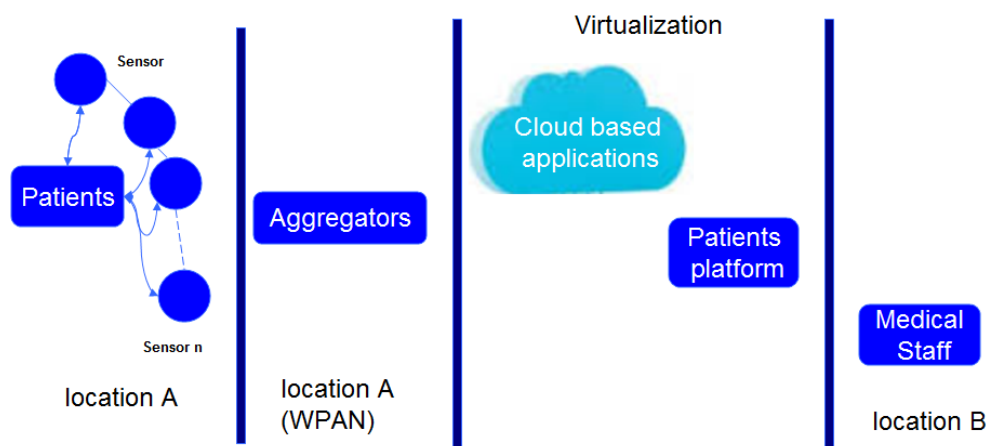 Virtualization
Sensor
Cloud based
applications
Patients
Aggregators
Patients
platform
Medical
Staff
Sensor n
location A
location A
(WPAN)
location B